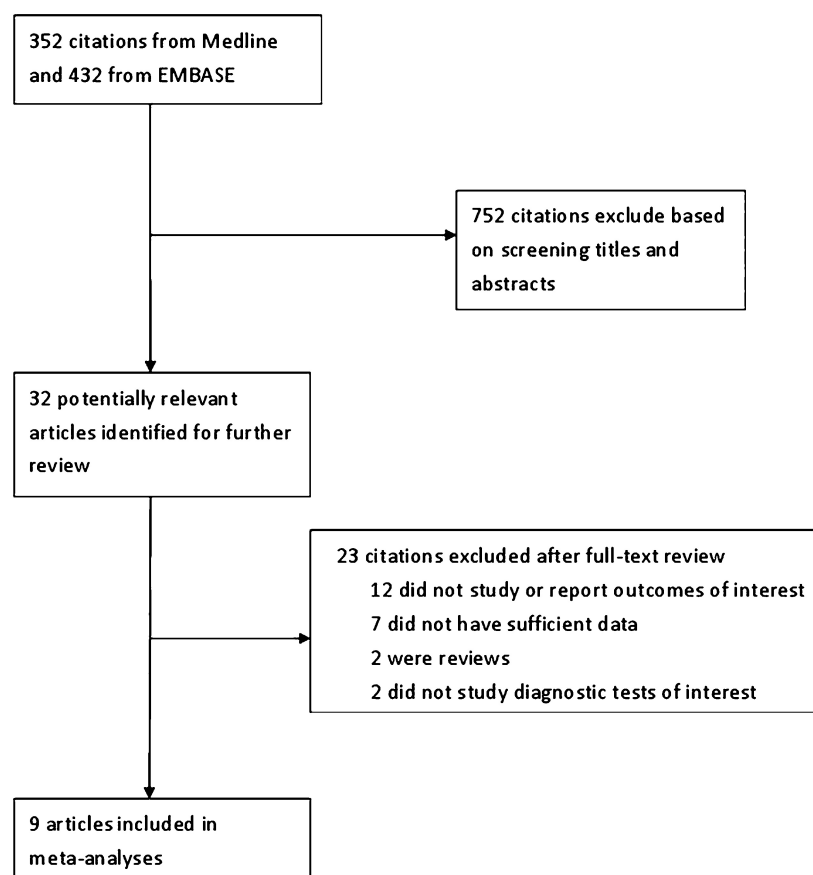 352 citations from Medline
and 432 from EMBASE
752 citations exclude based
on screening titles and
abstracts
32 potentially relevant
articles identified for further
review
23 citations excluded after full-text review
12 did not study or report outcomes of interest
7 did not have sufficient data
2 were reviews
2 did not study diagnostic tests of interest
9 articles included in
meta-analyses